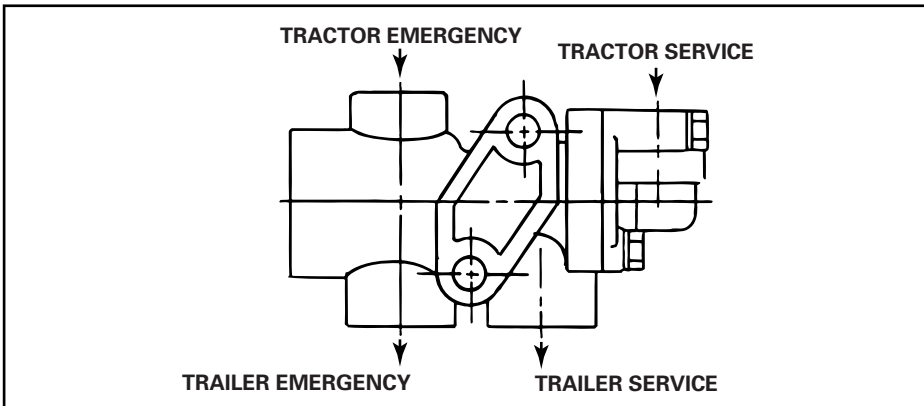 TRACTOR EMERGENCY
TRACTOR SERVICE
TRAILER EMERGENCY
TRAILER SERVICE